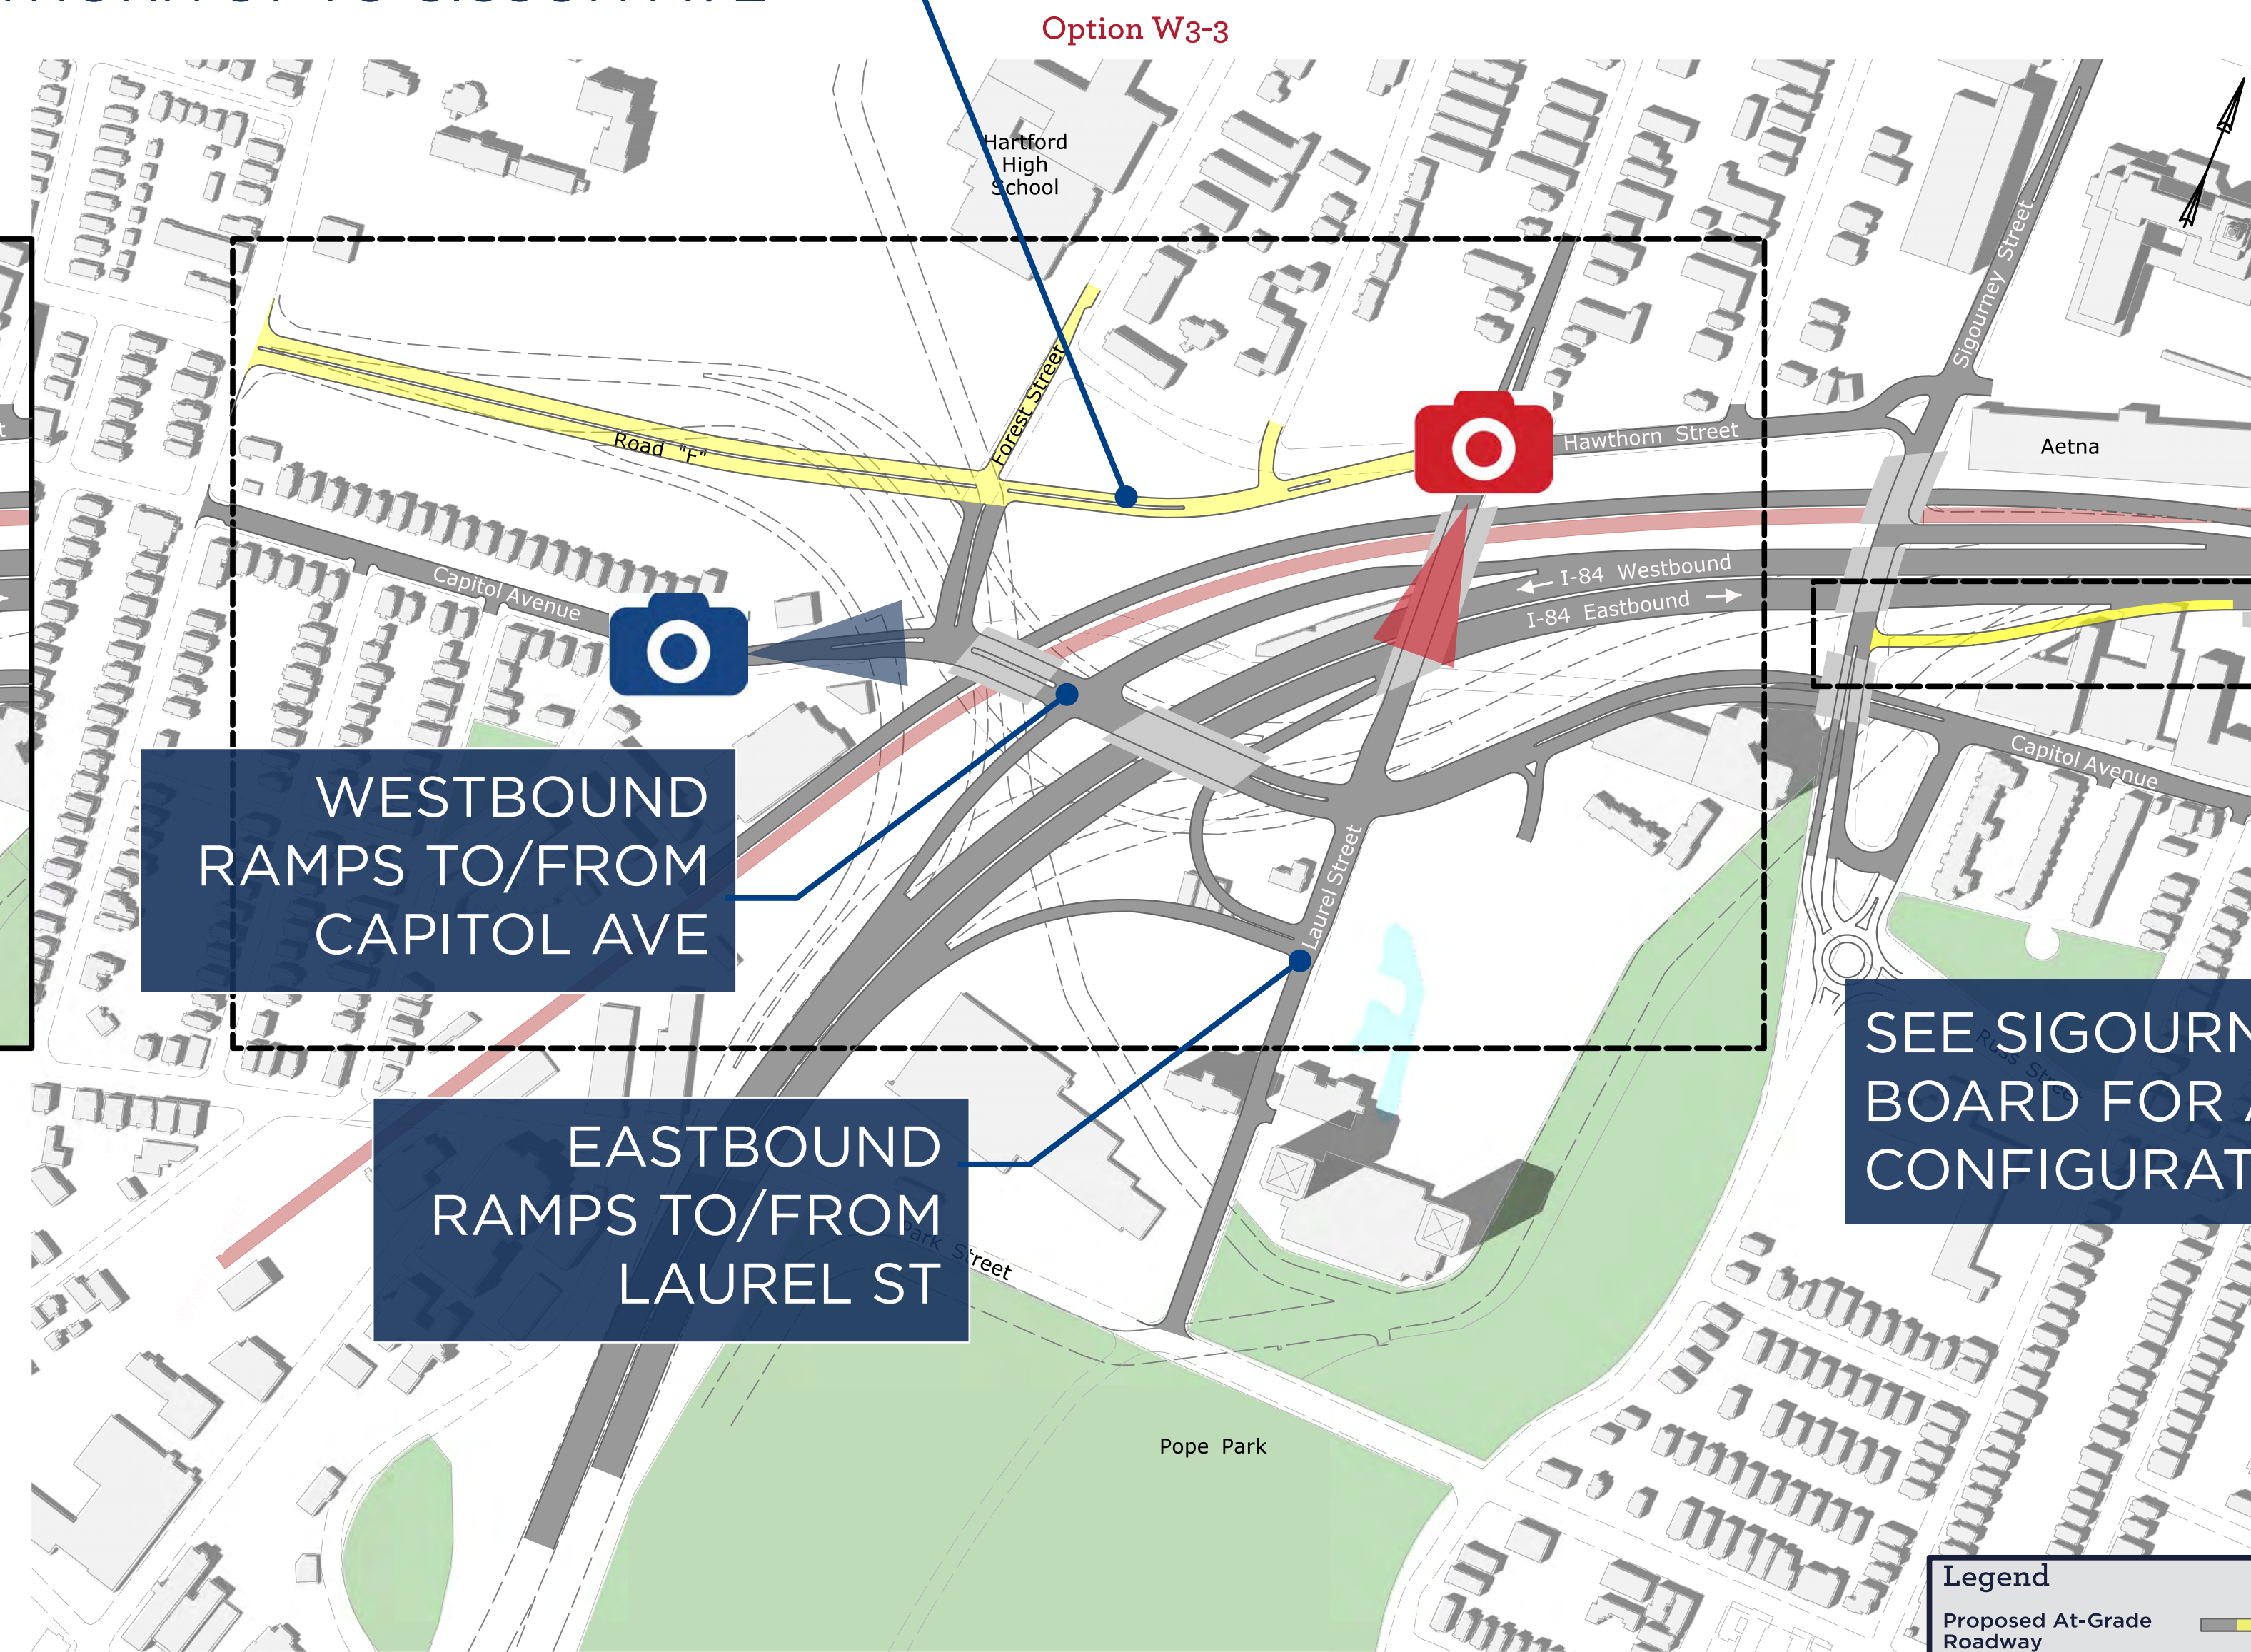 Option W3-3
Hartford
High
School
Sigourney Street
Forest Street
Road "F"
Hawthorn Street
Aetna
I-84 Westbound
I-84 Eastbound
Capitol Avenue
Capitol Avenue
WESTBOUND
RAMPS TO/FROM
CAPITOL AVE
Laurel Street
EASTBOUND
RAMPS TO/FROM
LAUREL ST
SEE SIGOURN
BOARD FOR A
CONFIGURAT
Russ Street
Park Street
Pope Park
Legend
Proposed At-Grade
Roadway